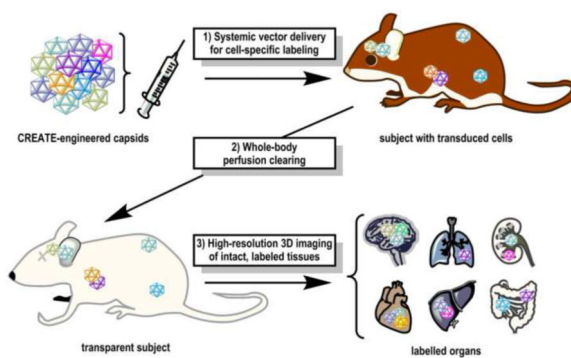 1) Systemic vector delivery
for cell-specific labeling
CREATE-engineered capsids
subject with transduced cells
2) Whole-body
perfusion clearing
3) High-resolution 3D imaging
of intact, labeled tissues
transparent subject
labelled organs